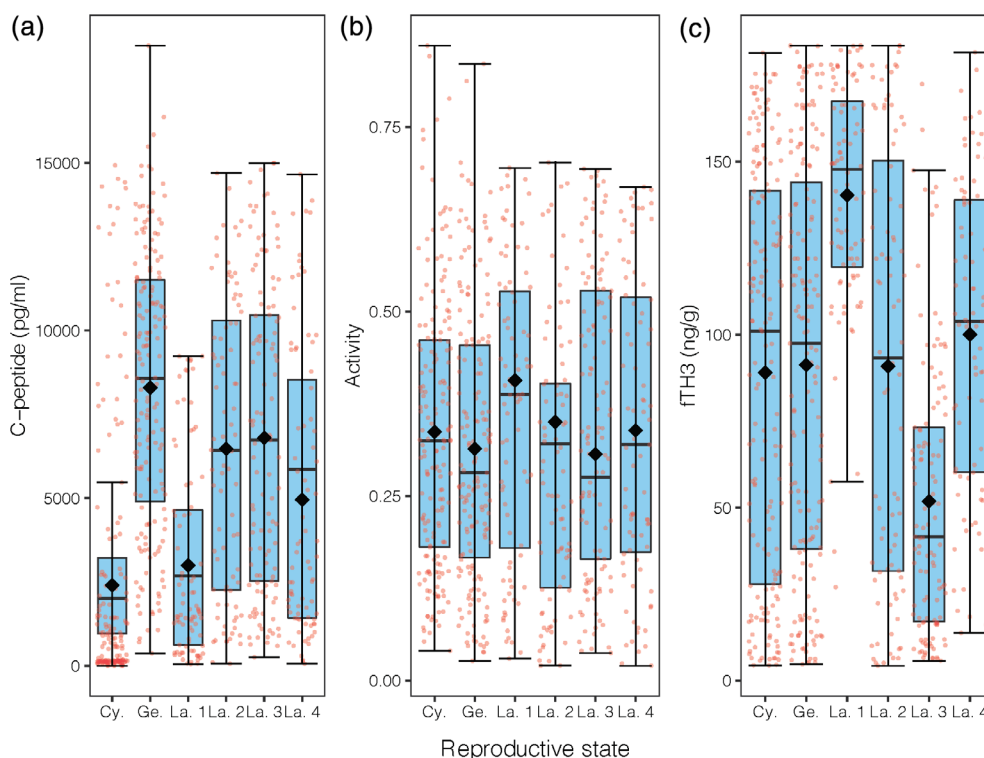 (a)
C-peptide (pg/ml)
15000
10000
5000
0
Cy. Ge. La. 1 La. 2 La. 3 La. 4
(b)
Activity
0.75
0.50
0.25
0.00
Cy. Ge. La. 1 La. 2 La. 3 La. 4
Reproductive state
(c)
fTH3 (ng/g)
150
100
50
0
Cy. Ge. La. 1 La. 2 La. 3 La. 4